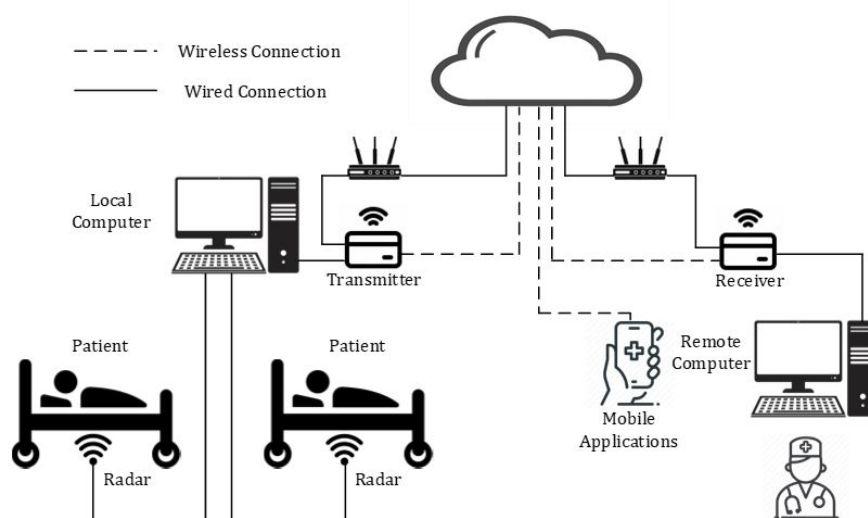 Wireless Connection
Wired Connection
Local
Computer
Transmitter
Receiver
Patient
Patient
Remote
Computer
Mobile
Applications
Radar
Radar